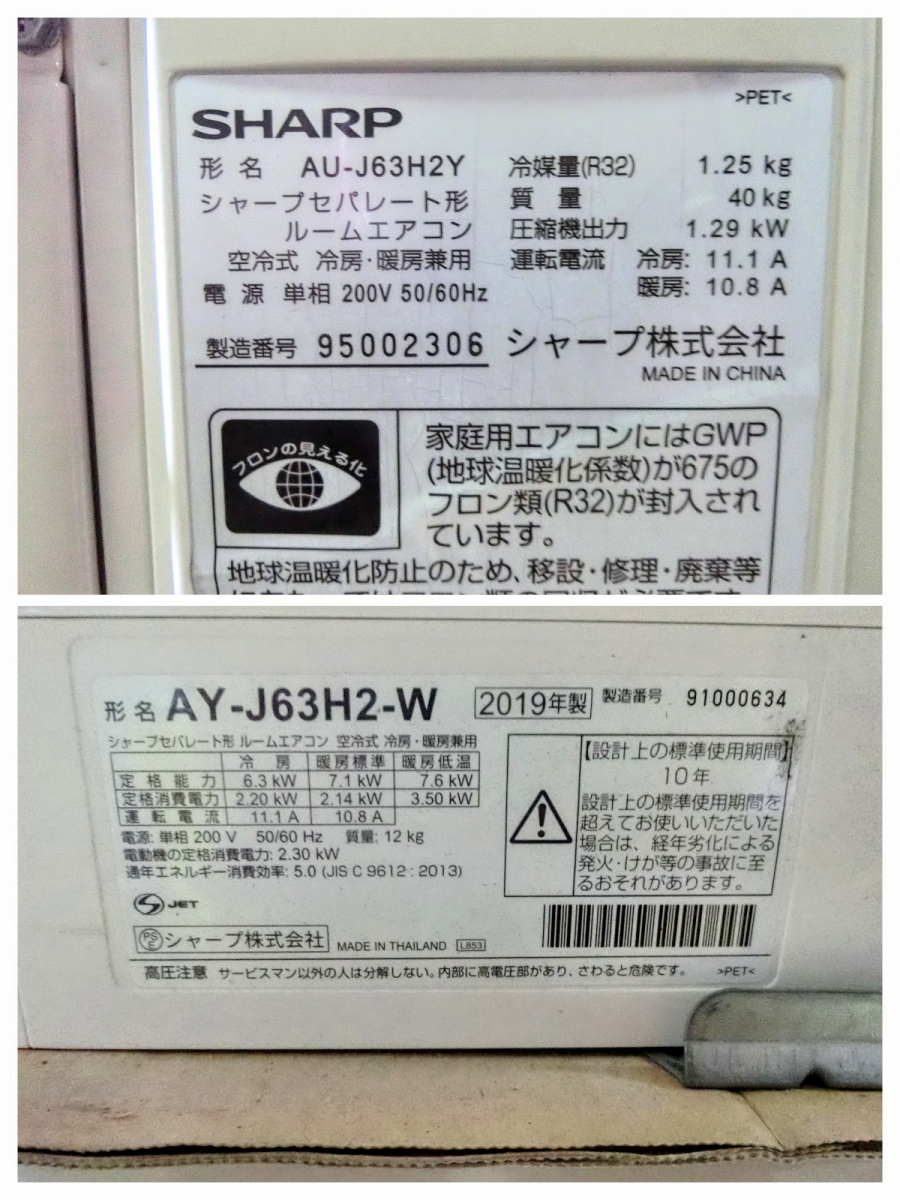 >PET<
SHARP
形名 AU-J63H2Y
シャープセパレート形
ルームエアコン
空冷式 冷房・暖房兼用
電源 単相 200V 50/60Hz
製造番号 95002306
冷媒量(R32) 1.25 kg
質量 40 kg
圧縮機出力 1.29 kW
運転電流 冷房: 11.1 A
暖房: 10.8 A
シャープ株式会社
MADE IN CHINA
フロンの見える化
家庭用エアコンにはGWP
(地球温暖化係数)が675の
フロン類(R32)が封入され
ています。
地球温暖化防止のため、移設・修理・廃棄等
形名 AY-J63H2-W 2019年製 製造番号 91000634
シャープセパレート形 ルームエアコン 空冷式 冷房・暖房兼用
冷房 暖房標準 暖房低温
定格能力 6.3 kW 7.1 kW 7.6 kW
定格消費電力 2.20 kW 2.14 kW 3.50 kW
運転電流 11.1 A 10.8 A
電源: 単相 200 V 50/60 Hz 質量: 12 kg
電動機の定格消費電力: 2.30 kW
通年エネルギー消費効率: 5.0 (JIS C 9612 : 2013)
【設計上の標準使用期間】
10年
設計上の標準使用期間を
超えてお使いいただいた
場合は、経年劣化による
発火・けが等の事故に至
るおそれがあります。
JET
PS E シャープ株式会社 MADE IN THAILAND L853
高圧注意 サービスマン以外の人は分解しない。内部に高電圧部があり、さわると危険です。 >PET<